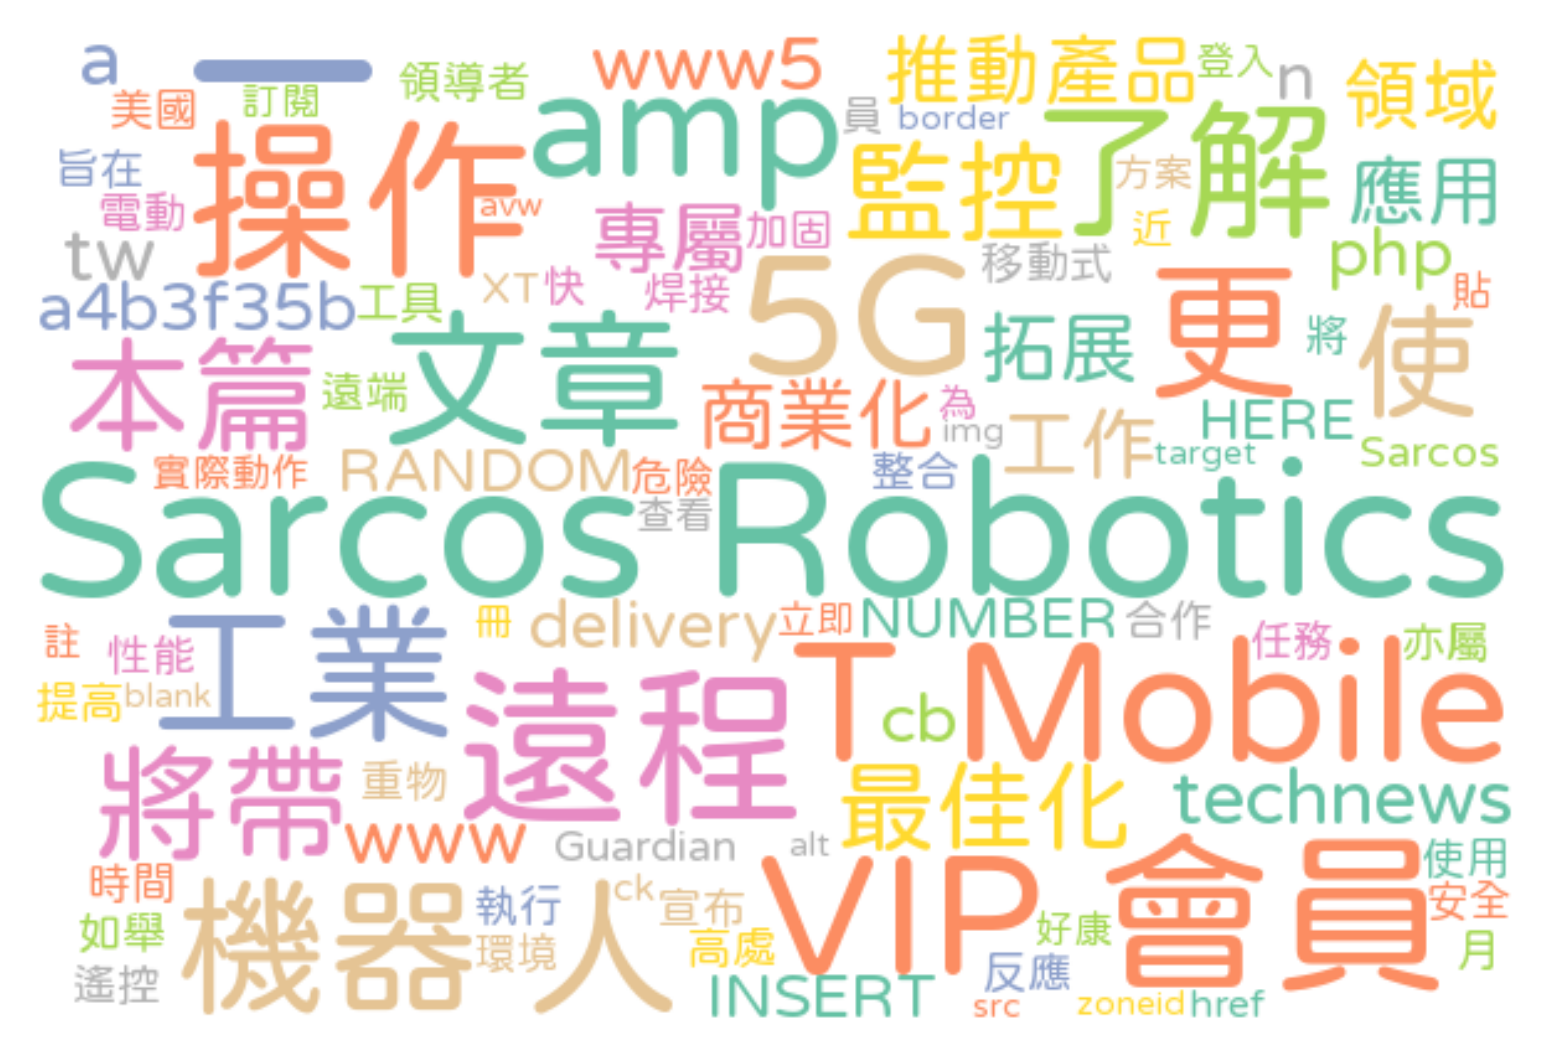 a 一 領導者 www5 推動產品 登入 n 領域
美國 訂閱 amp 員 border 了解
旨在 操作 監控 方案 應用
電動 avw 專屬 加固 近
tw XT 快 焊接 5G 移動式 php 貼
a4b3f35b 工具 更 使
本篇 遠端 文章 商業化 為 拓展 將
img 工作 HERE
實際動作 RANDOM 危險 整合 target Sarcos
Sarcos Robotics
查看
註 工業 冊 delivery 立即 NUMBER 合作 任務 亦屬
性能 T Mobile
提高 blank 遠程 cb
將帶 重物 最佳化 technews
www Guardian alt 使用
時間 機器人 執行 ck 宣布 VIP 會員 安全
如舉 環境 高處 好康 月
遙控 INSERT 反應
src zoneid href